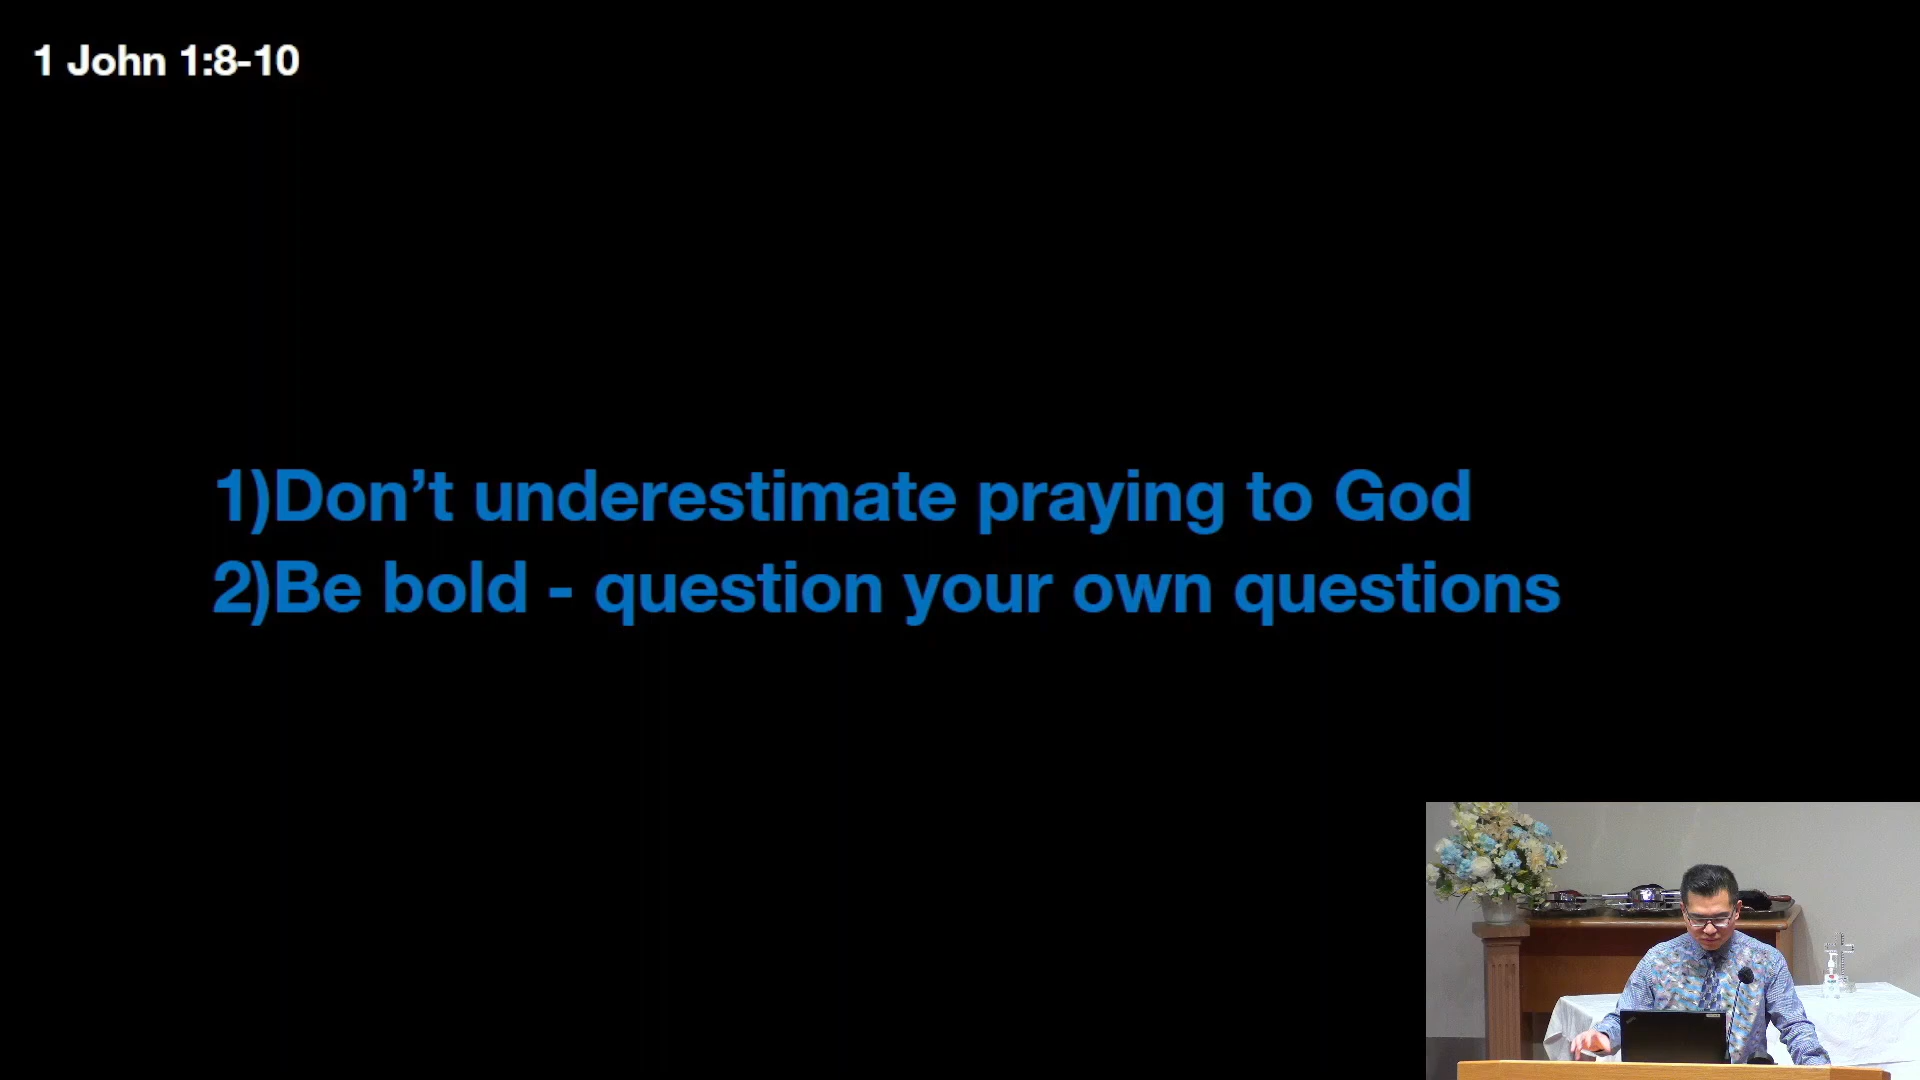 1 John 1:8-10
1)Don’t underestimate praying to God
2)Be bold - question your own questions